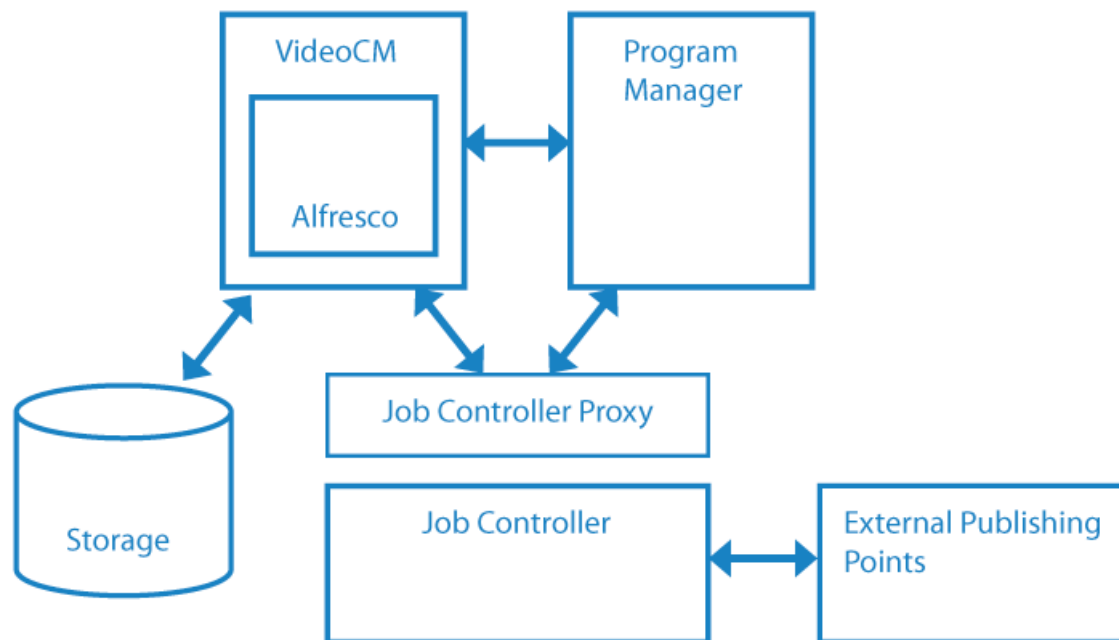 VideoCM
Alfresco
Program
Manager
Job Controller Proxy
Storage
Job Controller
External Publishing
Points